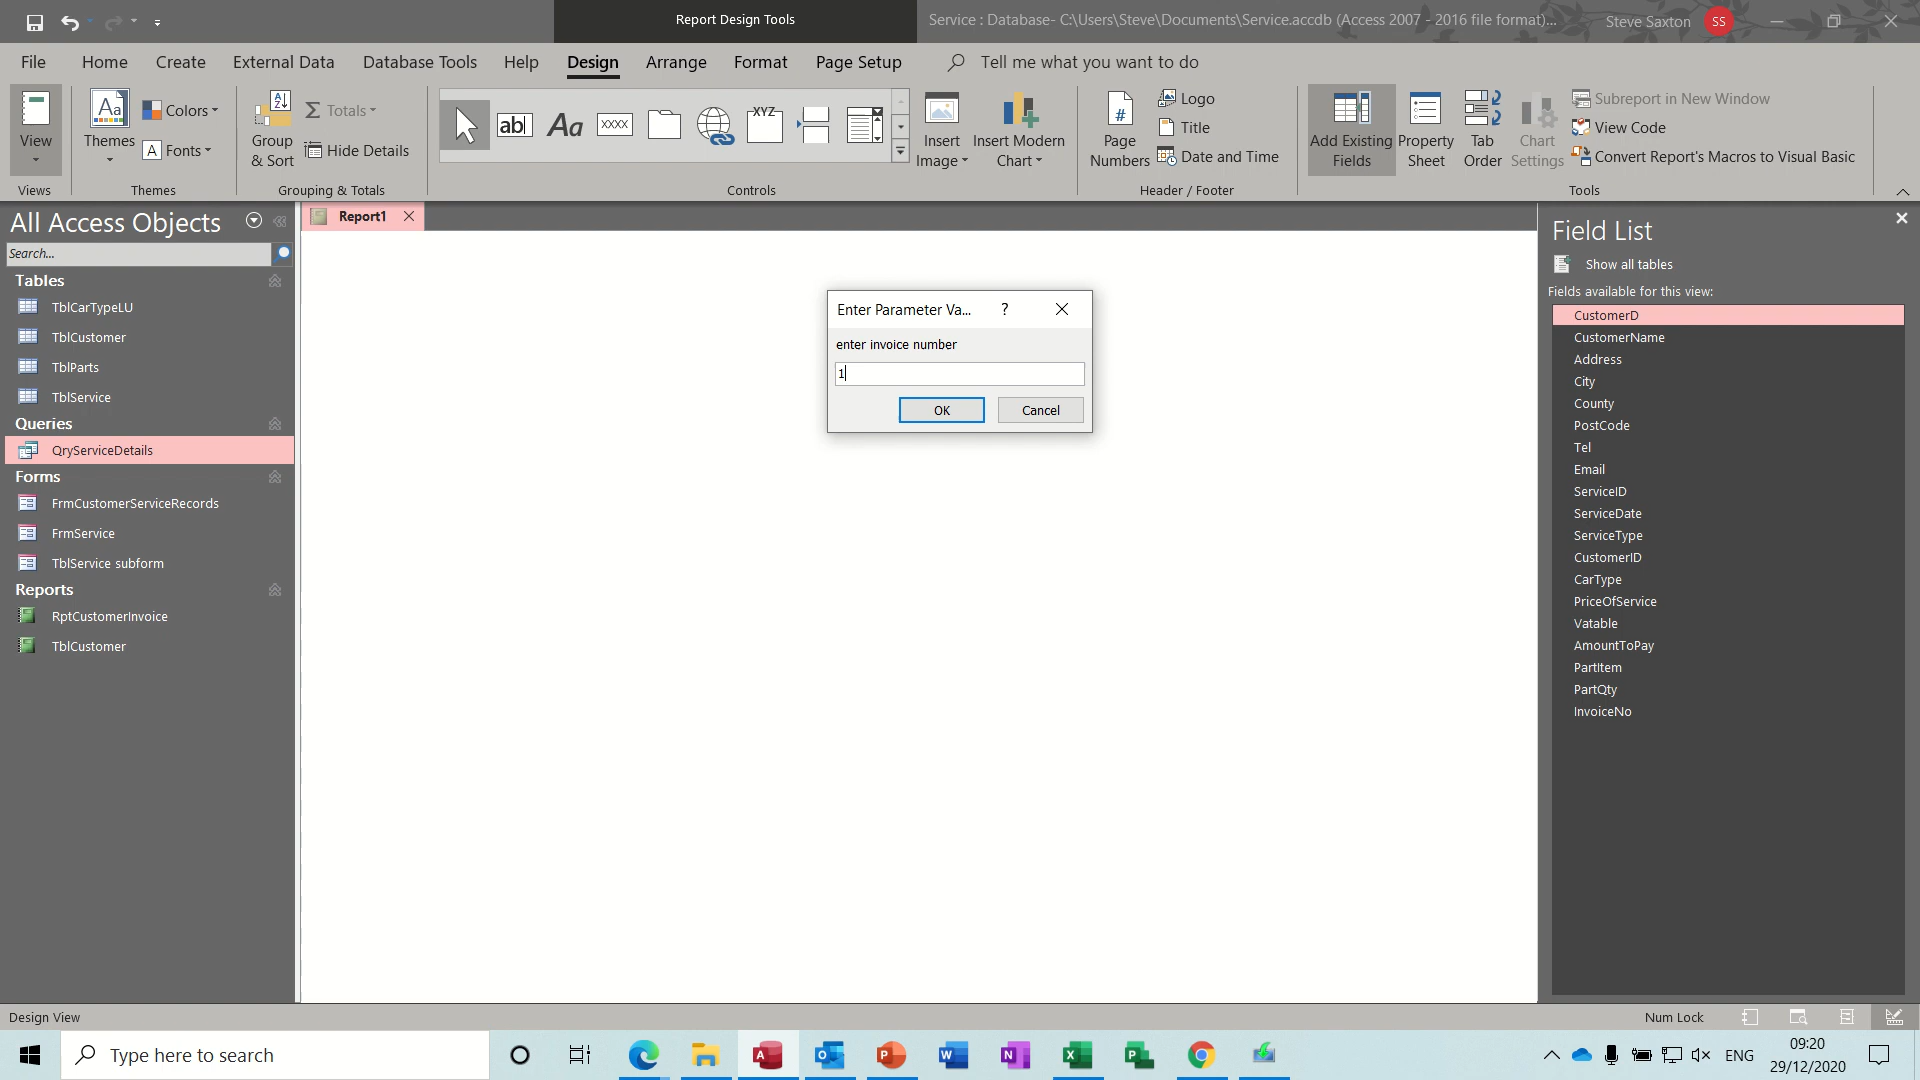 Report Design Tools
Service : Database- C:\Users\Steve\Documents\Service.accdb (Access 2007 - 2016 file format)...
Steve Saxton
SS
File
Home
Create
External Data
Database Tools
Help
Design
Arrange
Format
Page Setup
Tell me what you want to do
View
Views
Themes
Colors
Fonts
Themes
Group
& Sort
Totals
Hide Details
Grouping & Totals
ab
Aa
XXXX
XYZ
Controls
Insert
Image
Insert Modern
Chart
Page
Numbers
Logo
Title
Date and Time
Header / Footer
Add Existing
Fields
Property
Sheet
Tab
Order
Chart
Settings
Subreport in New Window
View Code
Convert Report's Macros to Visual Basic
Tools
All Access Objects
Search...
Tables
TblCarTypeLU
TblCustomer
TblParts
TblService
Queries
QryServiceDetails
Forms
FrmCustomerServiceRecords
FrmService
TblService subform
Reports
RptCustomerInvoice
TblCustomer
Report1
Enter Parameter Va...
?
enter invoice number
1
OK
Cancel
Field List
Show all tables
Fields available for this view:
CustomerD
CustomerName
Address
City
County
PostCode
Tel
Email
ServiceID
ServiceDate
ServiceType
CustomerID
CarType
PriceOfService
Vatable
AmountToPay
PartItem
PartQty
InvoiceNo
Design View
Num Lock
Type here to search
ENG
09:20
29/12/2020